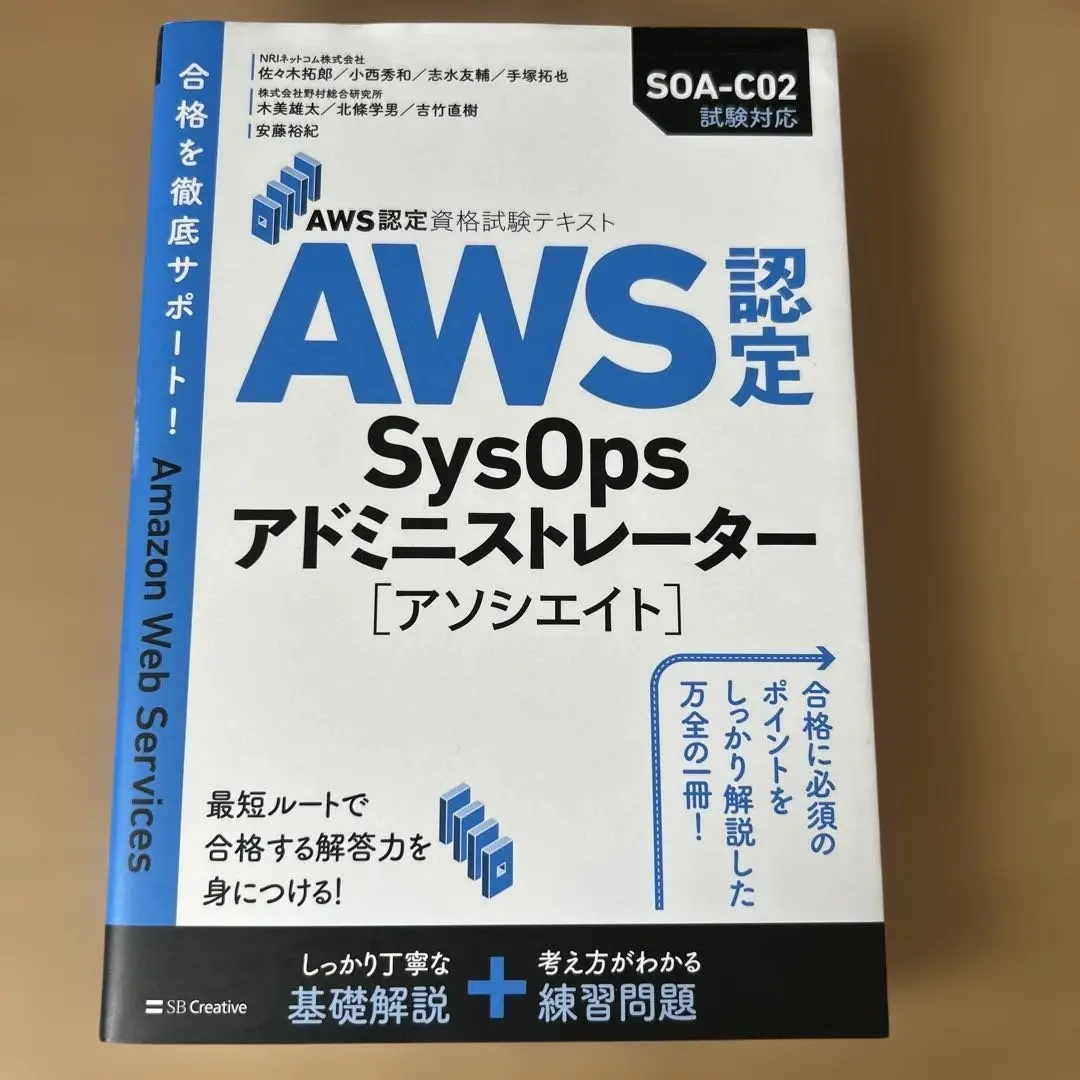 合格を徹底サポート! Amazon Web Services
NRIネットコム株式会社
佐々木拓郎/小西秀和/志水友輔/手塚拓也
株式会社野村総合研究所
木美雄太/北條学男/吉竹直樹
安藤裕紀
SOA-C02
試験対応
AWS認定資格試験テキスト
AWS認定
SysOps
アドミニストレーター
[アソシエイト]
合格に必須の
ポイントを
しっかり解説した
万全の一冊!
最短ルートで
合格する解答力を
身につける!
SB Creative
しっかり丁寧な
基礎解説
+
考え方がわかる
練習問題